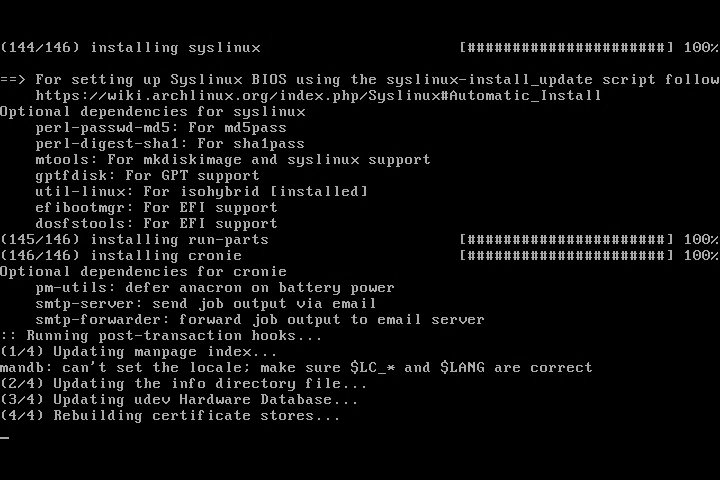 (144/146) installing syslinux [######################] 100%
==> For setting up Syslinux BIOS using the syslinux-install_update script follow
https://wiki.archlinux.org/index.php/Syslinux#Automatic_Install
Optional dependencies for syslinux
perl-passwd-md5: For md5pass
perl-digest-sha1: For sha1pass
mtools: For mkdiskimage and syslinux support
gptfdisk: For GPT support
util-linux: For isohybrid [installed]
efibootmgr: For EFI support
dosfstools: For EFI support
(145/146) installing run-parts [######################] 100%
(146/146) installing cronie [######################] 100%
Optional dependencies for cronie
pm-utils: defer anacron on battery power
smtp-server: send job output via email
smtp-forwarder: forward job output to email server
:: Running post-transaction hooks...
(1/4) Updating manpage index...
mandb: can't set the locale; make sure $LC_* and $LANG are correct
(2/4) Updating the info directory file...
(3/4) Updating udev Hardware Database...
(4/4) Rebuilding certificate stores...
_